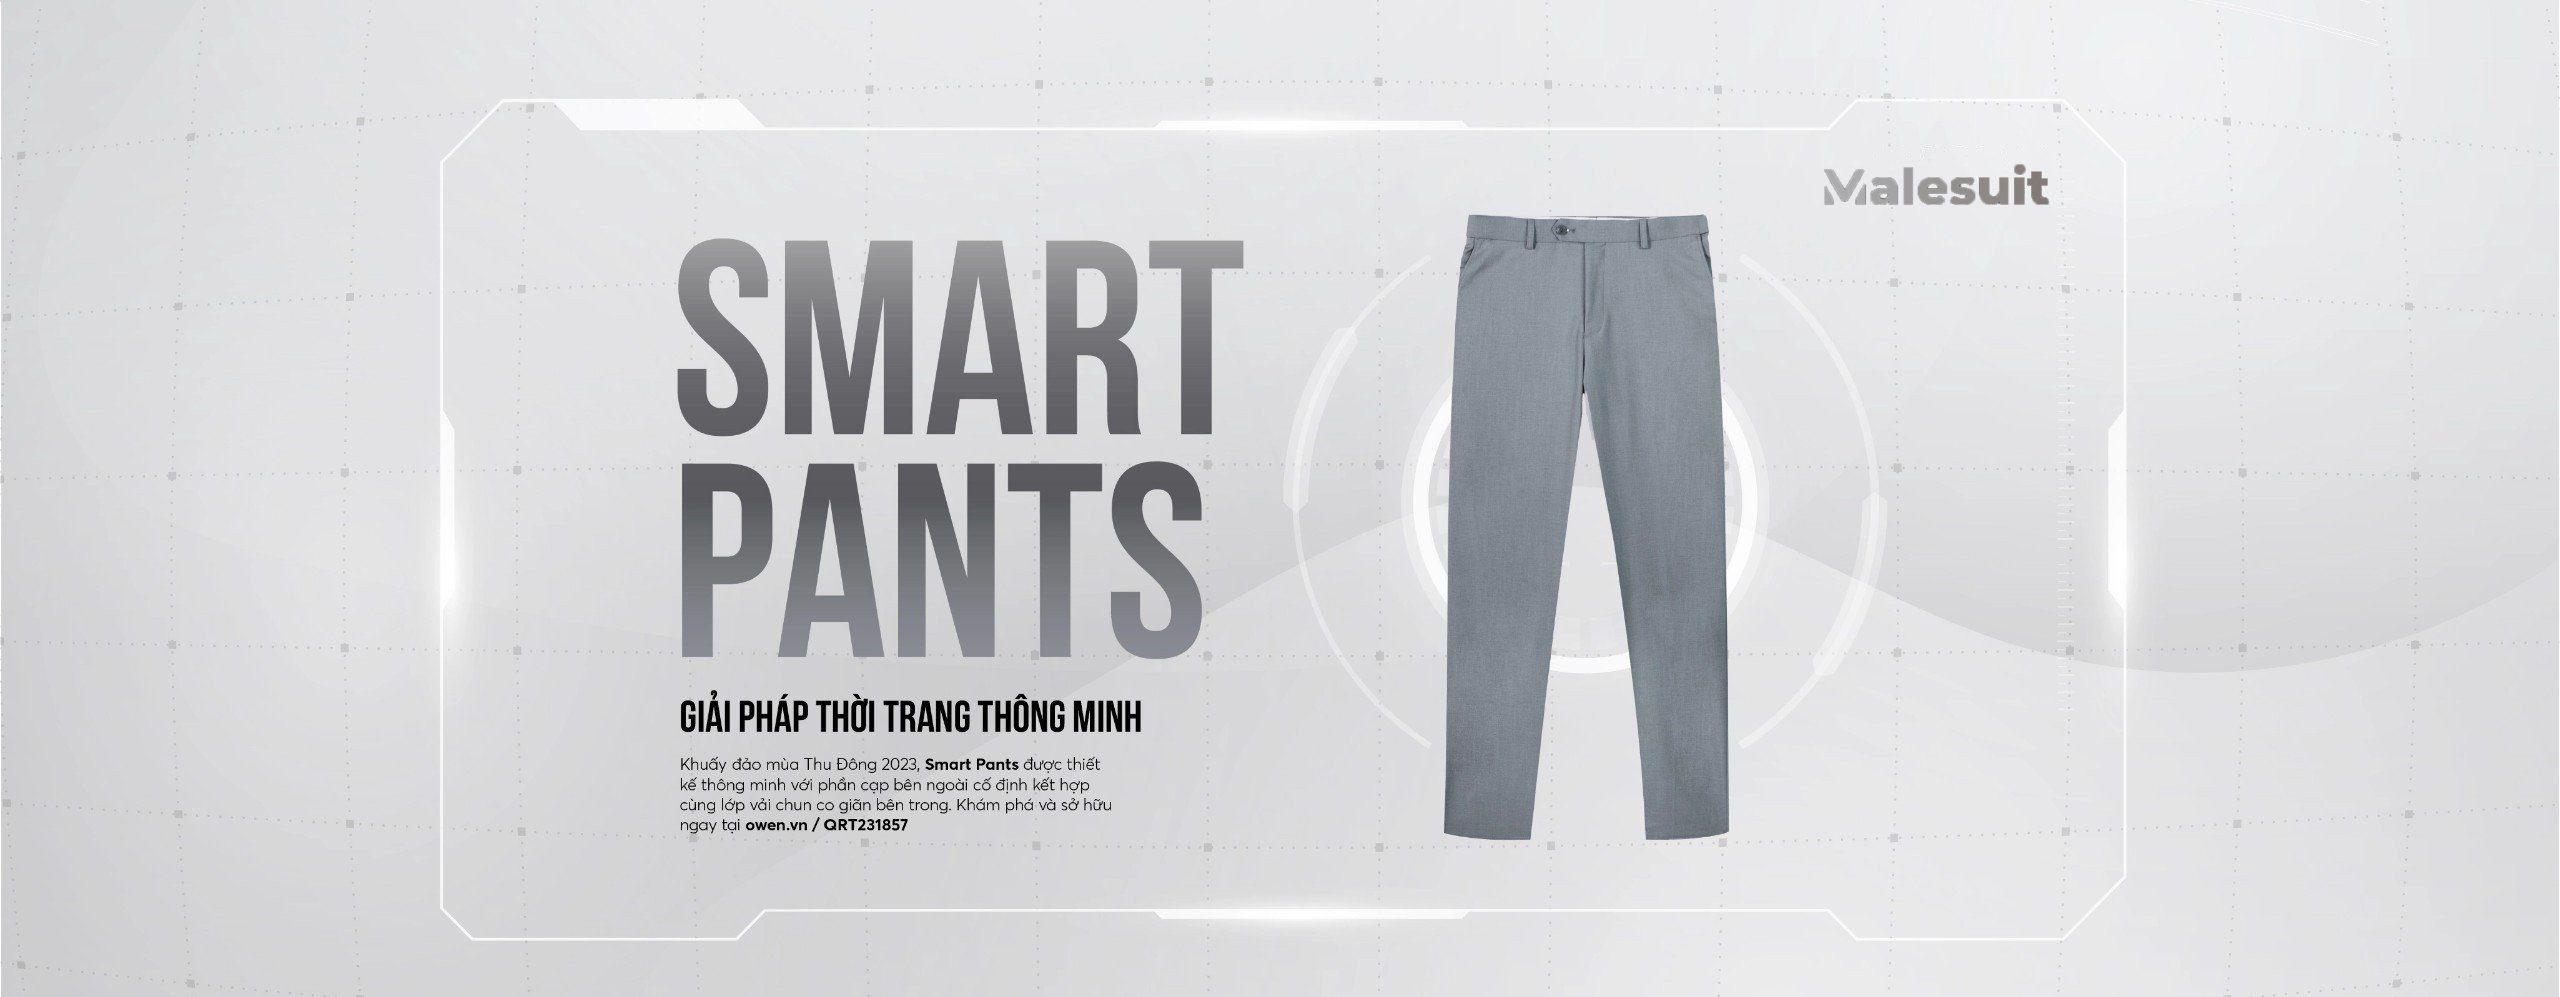 Malesuit
SMART
PANTS
GIẢI PHÁP THỜI TRANG THÔNG MINH
Khuấy đảo mùa Thu Đông 2023, Smart Pants được thiết
kế thông minh với phần cạp bên ngoài cố định kết hợp
cùng lớp vải chun co giãn bên trong. Khám phá và sở hữu
ngay tại owen.vn / QRT231857